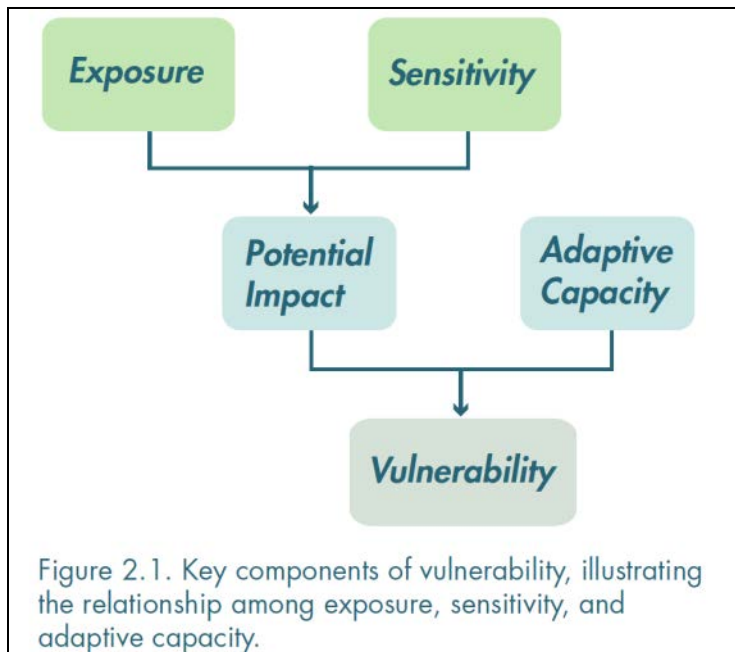 Exposure
Sensitivity
Potential
Impact
Adaptive
Capacity
Vulnerability
Figure 2.1. Key components of vulnerability, illustrating
the relationship among exposure, sensitivity, and
adaptive capacity.